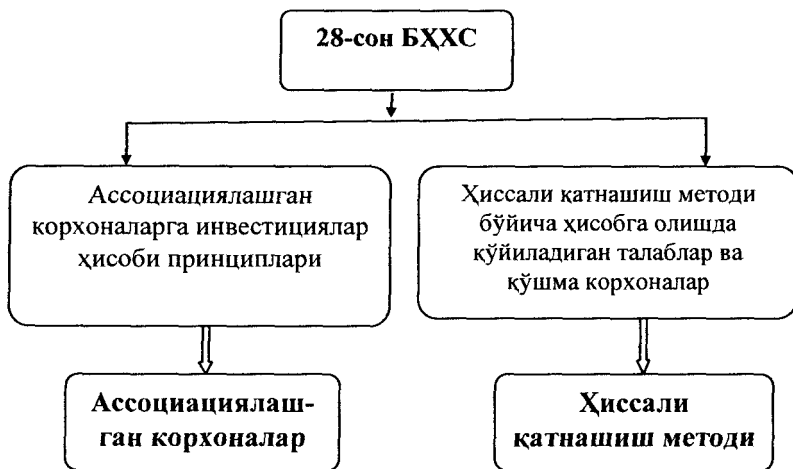 28-сон БҲХС
Ассоциациялашган
корхоналарга инвестициялар
ҳисоби принциплари
Ҳиссали қатнашиш методи
бўйича ҳисобга олишда
қўйиладиган талаблар ва
қўшма корхоналар
Ассоциациялаш-
ган корхоналар
Ҳиссали
қатнашиш методи